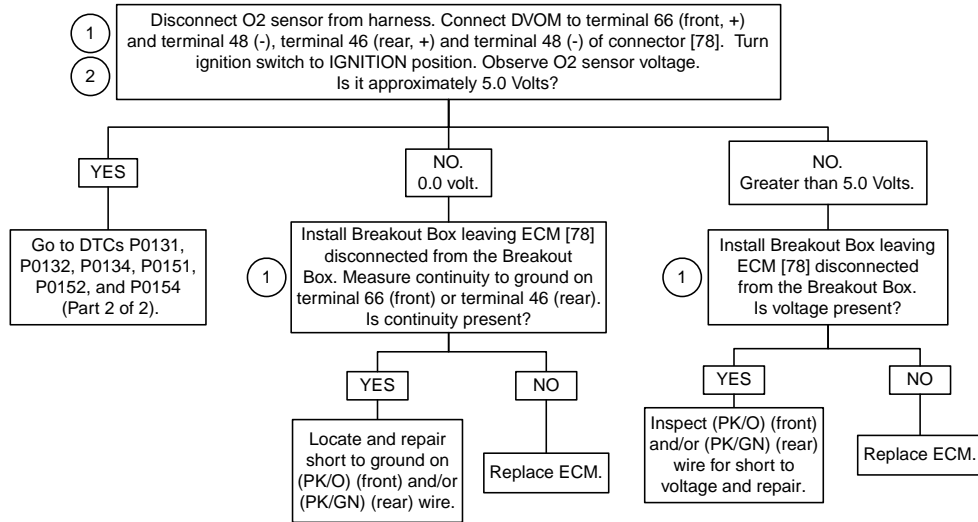 1
2
Disconnect O2 sensor from harness. Connect DVOM to terminal 66 (front, +)
and terminal 48 (-), terminal 46 (rear, +) and terminal 48 (-) of connector [78].  Turn
ignition switch to IGNITION position. Observe O2 sensor voltage.
Is it approximately 5.0 Volts?
YES
NO.
0.0 volt.
NO.
Greater than 5.0 Volts.
Go to DTCs P0131,
P0132, P0134, P0151,
P0152, and P0154
(Part 2 of 2).
1
Install Breakout Box leaving ECM [78]
disconnected from the Breakout
Box. Measure continuity to ground on
terminal 66 (front) or terminal 46 (rear).
Is continuity present?
1
Install Breakout Box leaving
ECM [78] disconnected
from the Breakout Box.
Is voltage present?
YES
NO
YES
NO
Locate and repair
short to ground on
(PK/O) (front) and/or
(PK/GN) (rear) wire.
Replace ECM.
Inspect (PK/O) (front)
and/or (PK/GN) (rear)
wire for short to
voltage and repair.
Replace ECM.